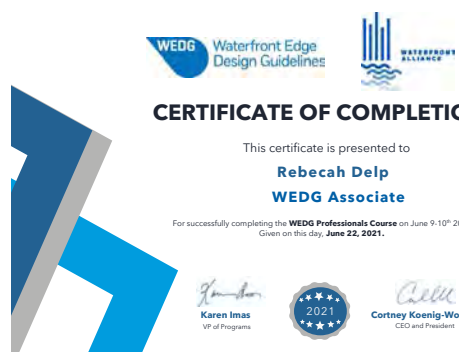 WEDG Waterfront Edge
Design Guidelines
WATERFRONT
ALLIANCE
CERTIFICATE OF COMPLETIO
This certificate is presented to
Rebecah Delp
WEDG Associate
For successfully completing the WEDG Professionals Course on June 9-10th 20
Given on this day, June 22, 2021.
Karen Imas
VP of Programs
2021
Cortney Koenig-Wo
CEO and President